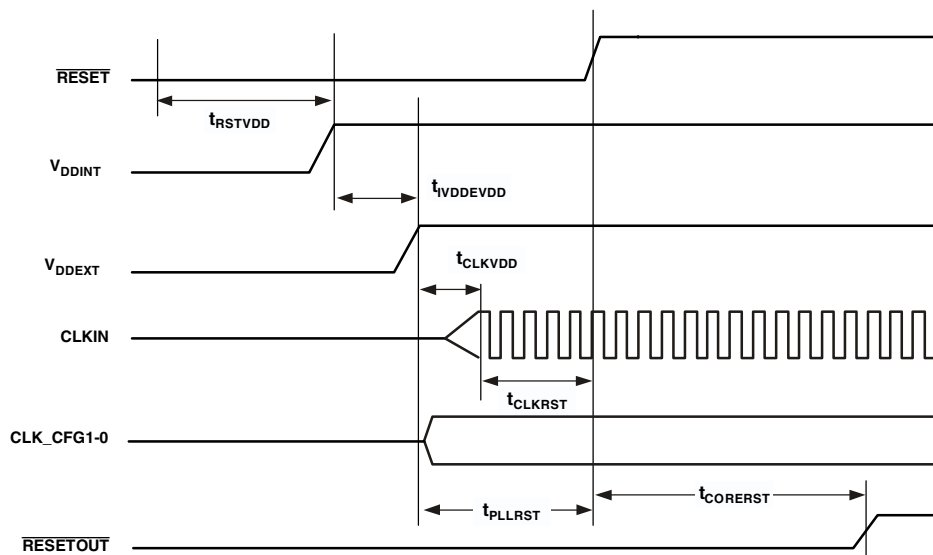 RESET
tRSTVDD
VDDINT
tIVDDEVDD
VDDEXT
tCLKVDD
CLKIN
tCLKRST
CLK_CFG1-0
tPLLRST
tCORERST
RESETOUT